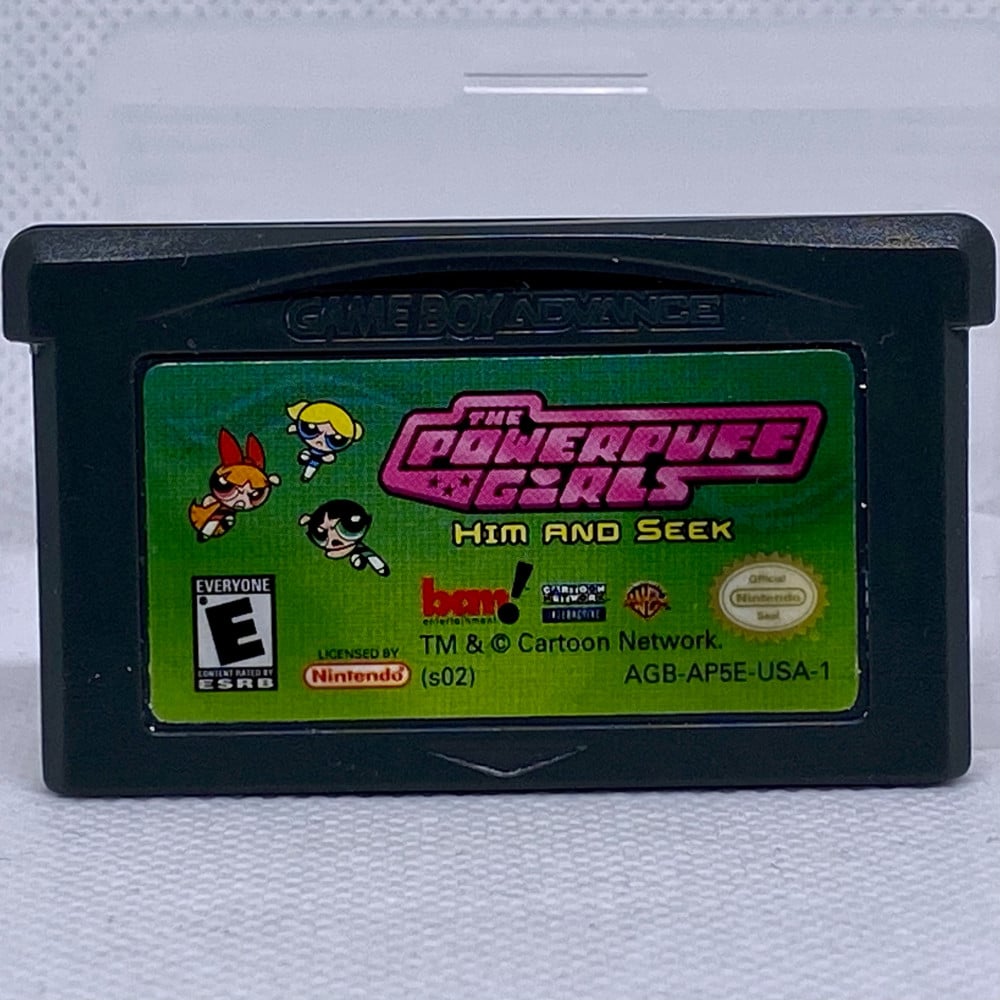 GAME BOY ADVANCE
THE
POWERPUFF
GIRLS
HIM AND SEEK
EVERYONE
E
CONTENT RATED BY
ESRB
LICENSED BY
Nintendo
bam!
entertainment
CARTOON
NETWORK
INTERACTIVE
WB
Official
Nintendo
Seal
TM & © Cartoon Network.
(s02)
AGB-AP5E-USA-1